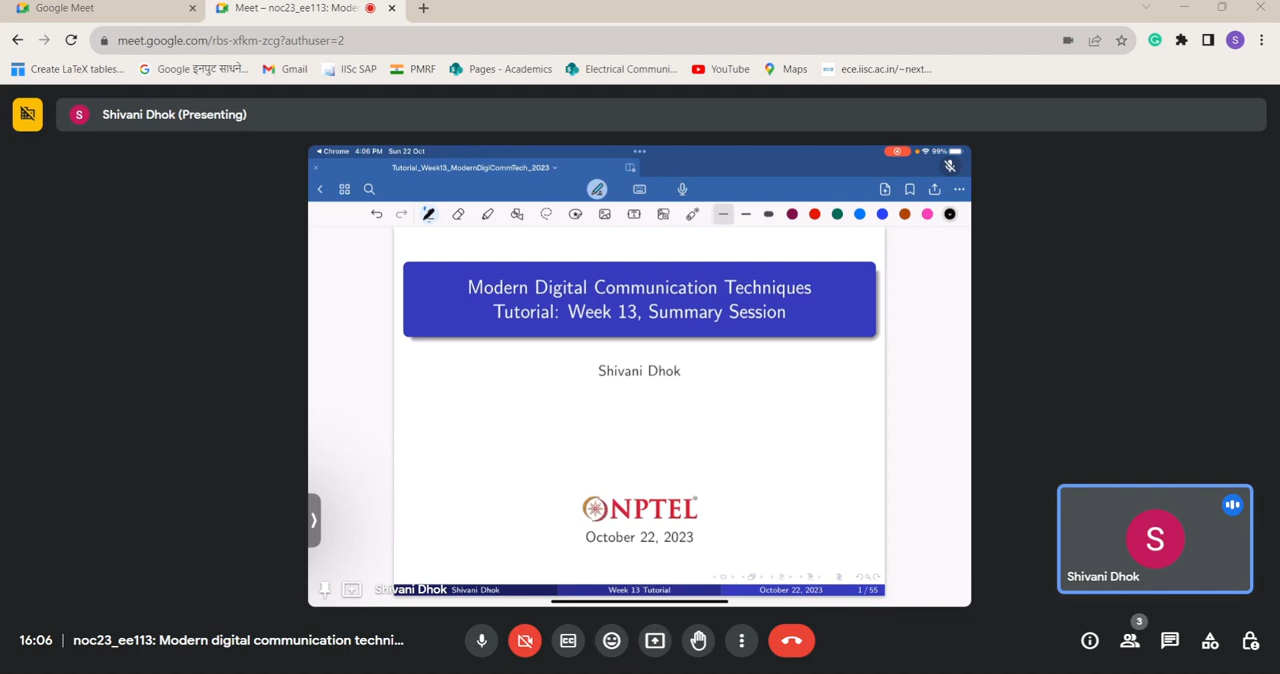 Google Meet
Meet – noc23_ee113: Mode
meet.google.com/rbs-xfkm-zcg?authuser=2
S
Create LaTeX tables...
Google इनपुट साधने...
Gmail
IISc SAP
PMRF
Pages - Academics
Electrical Communi...
YouTube
Maps
ece.iisc.ac.in/~next...
S
Shivani Dhok (Presenting)
Chrome 4:06 PM Sun 22 Oct
99%
Tutorial_Week13_ModernDigiCommTech_2023
Modern Digital Communication Techniques
Tutorial: Week 13, Summary Session
Shivani Dhok
NPTEL
October 22, 2023
Shivani Dhok
Shivani Dhok
Week 13 Tutorial
October 22, 2023
1 / 55
S
Shivani Dhok
16:06
noc23_ee113: Modern digital communication techni...
CC
3